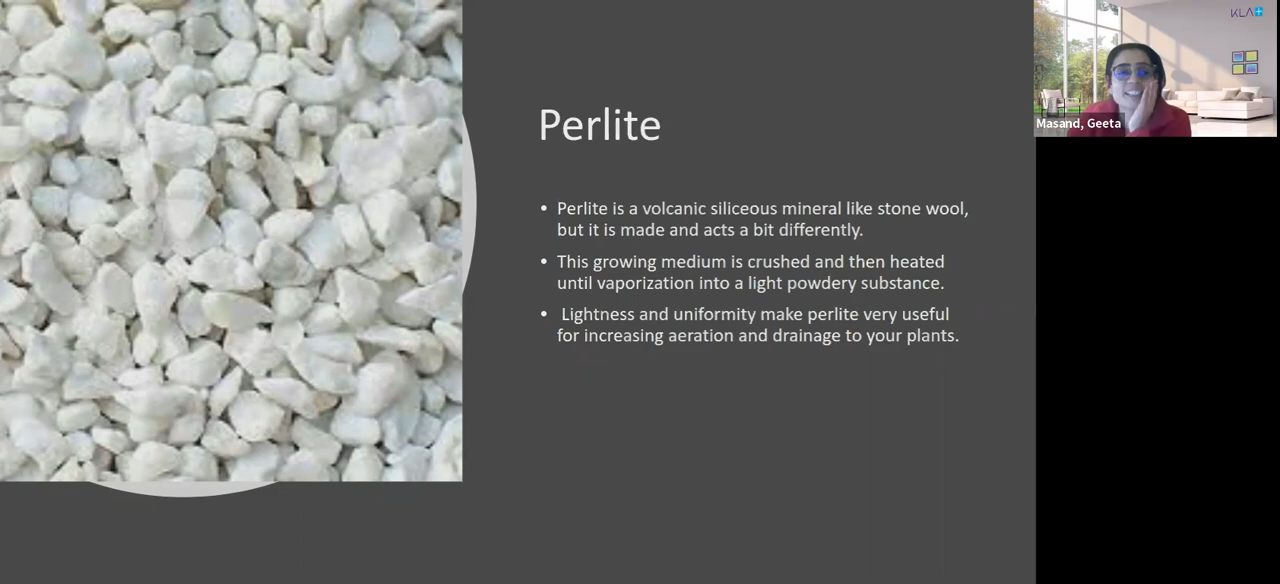 Perlite
• Perlite is a volcanic siliceous mineral like stone wool,
but it is made and acts a bit differently.
• This growing medium is crushed and then heated
until vaporization into a light powdery substance.
• Lightness and uniformity make perlite very useful
for increasing aeration and drainage to your plants.
KLA+
Masand, Geeta